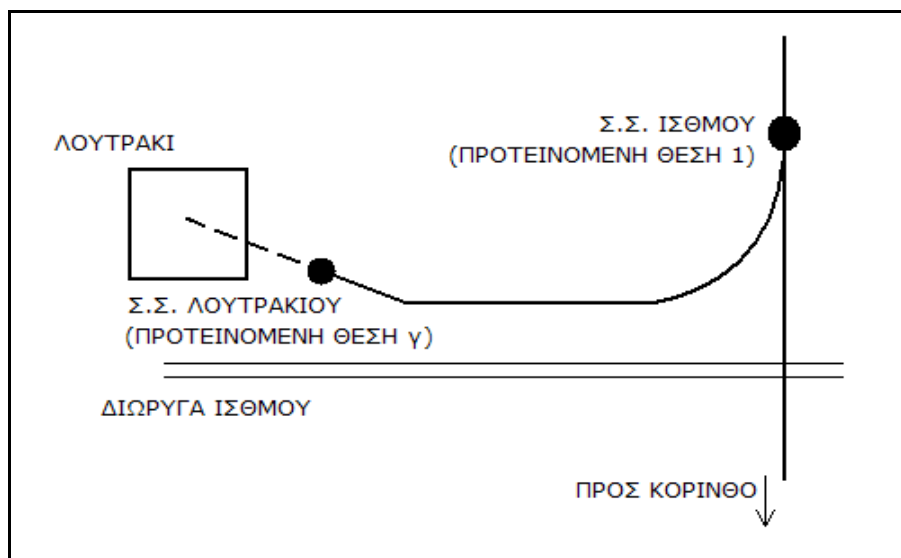 Σ.Σ. ΙΣΘΜΟΥ
(ΠΡΟΤΕΙΝΟΜΕΝΗ ΘΕΣΗ 1)
ΛΟΥΤΡΑΚΙ
Σ.Σ. ΛΟΥΤΡΑΚΙΟΥ
(ΠΡΟΤΕΙΝΟΜΕΝΗ ΘΕΣΗ γ)
ΔΙΩΡΥΓΑ ΙΣΘΜΟΥ
ΠΡΟΣ ΚΟΡΙΝΘΟ